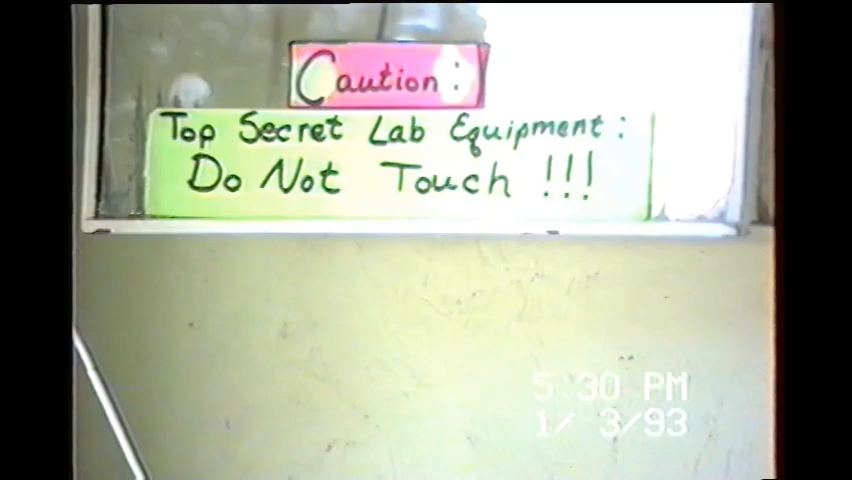 Caution:
Top Secret Lab Equipment:
Do Not Touch !!!
5:30 PM
1/ 3/93